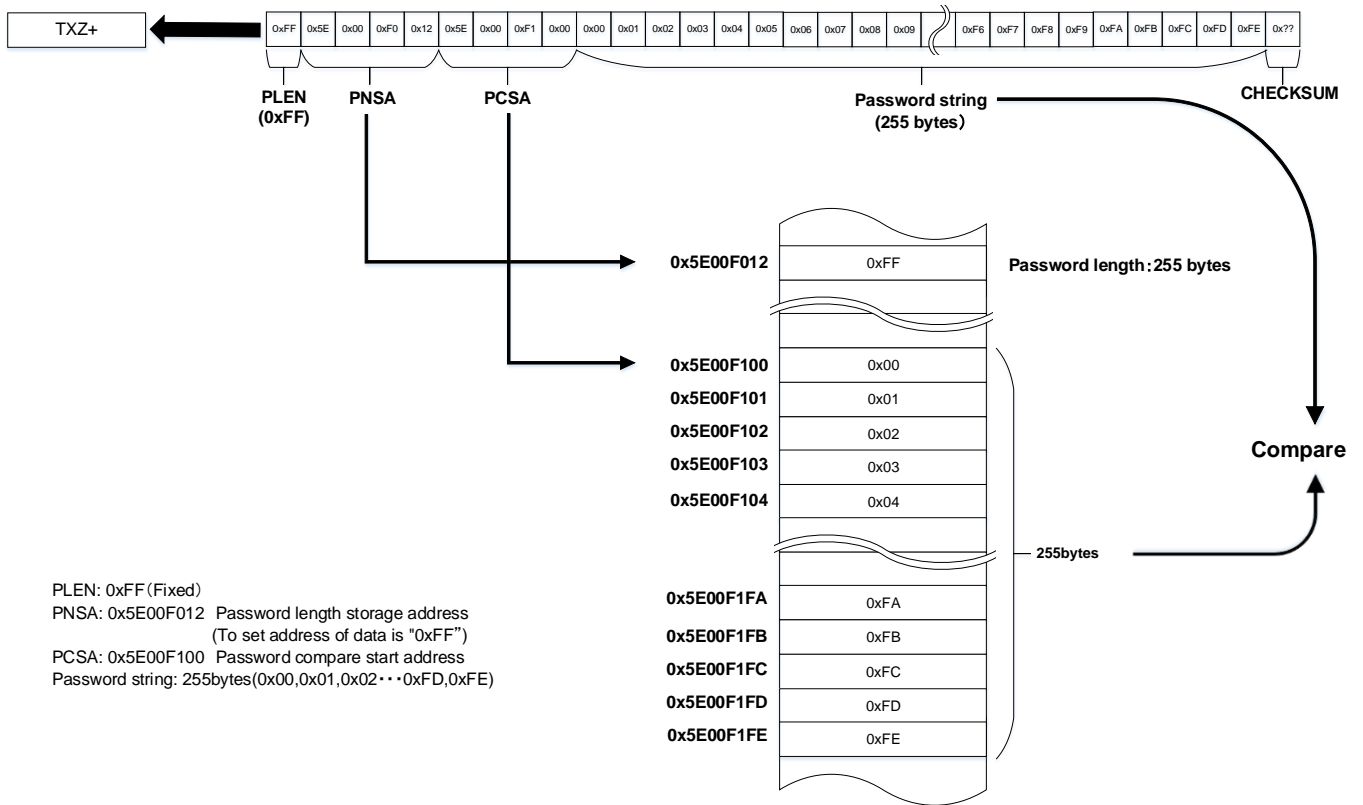 TXZ+
0xFF 0x5E 0x00 0xF0 0x12 0x5E 0x00 0xF1 0x00 0x00 0x01 0x02 0x03 0x04 0x05 0x06 0x07 0x08 0x09 0xF6 0xF7 0xF8 0xF9 0xFA 0xFB 0xFC 0xFD 0xFE 0x??
PLEN
(0xFF)
PNSA
PCSA
Password string
(255 bytes)
CHECKSUM
0x5E00F012 0xFF Password length:255 bytes
0x5E00F100 0x00
0x5E00F101 0x01
0x5E00F102 0x02
0x5E00F103 0x03
0x5E00F104 0x04
Compare
255bytes
0x5E00F1FA 0xFA
0x5E00F1FB 0xFB
0x5E00F1FC 0xFC
0x5E00F1FD 0xFD
0x5E00F1FE 0xFE
PLEN: 0xFF(Fixed)
PNSA: 0x5E00F012 Password length storage address
(To set address of data is "0xFF”)
PCSA: 0x5E00F100 Password compare start address
Password string: 255bytes(0x00,0x01,0x02・・・0xFD,0xFE)